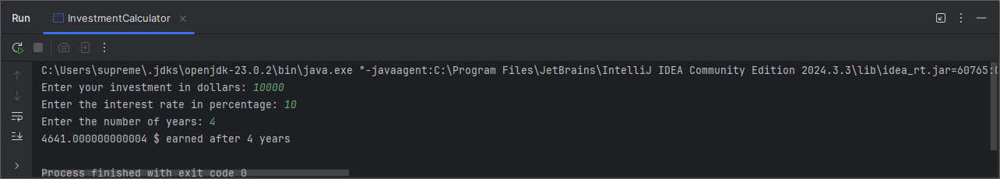 Run InvestmentCalculator
C:\Users\supreme\.jdks\openjdk-23.0.2\bin\java.exe "-javaagent:C:\Program Files\JetBrains\IntelliJ IDEA Community Edition 2024.3.3\lib\idea_rt.jar=60765:C
Enter your investment in dollars: 10000
Enter the interest rate in percentage: 10
Enter the number of years: 4
4641.000000000004 $ earned after 4 years
Process finished with exit code 0